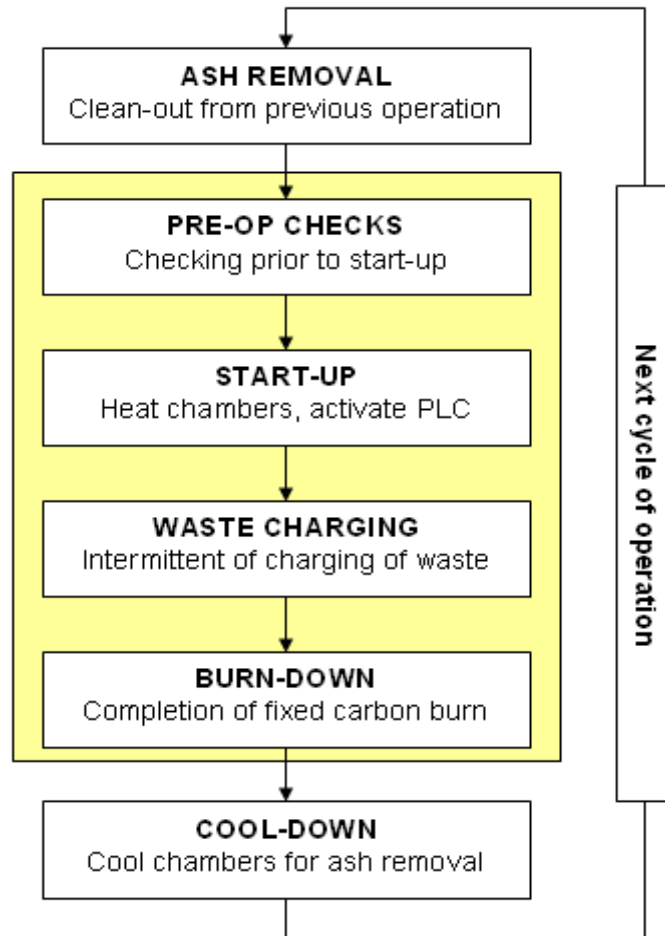 ASH REMOVAL
Clean-out from previous operation
PRE-OP CHECKS
Checking prior to start-up
START-UP
Heat chambers, activate PLC
WASTE CHARGING
Intermittent of charging of waste
BURN-DOWN
Completion of fixed carbon burn
COOL-DOWN
Cool chambers for ash removal
Next cycle of operation